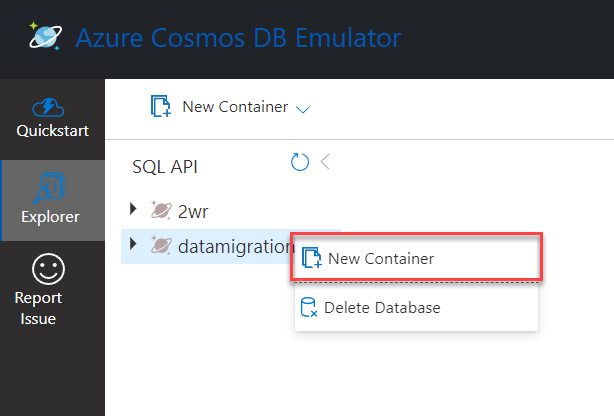 Azure Cosmos DB Emulator
Quickstart
Explorer
Report
Issue
New Container
SQL API
2wr
datamigration
New Container
Delete Database